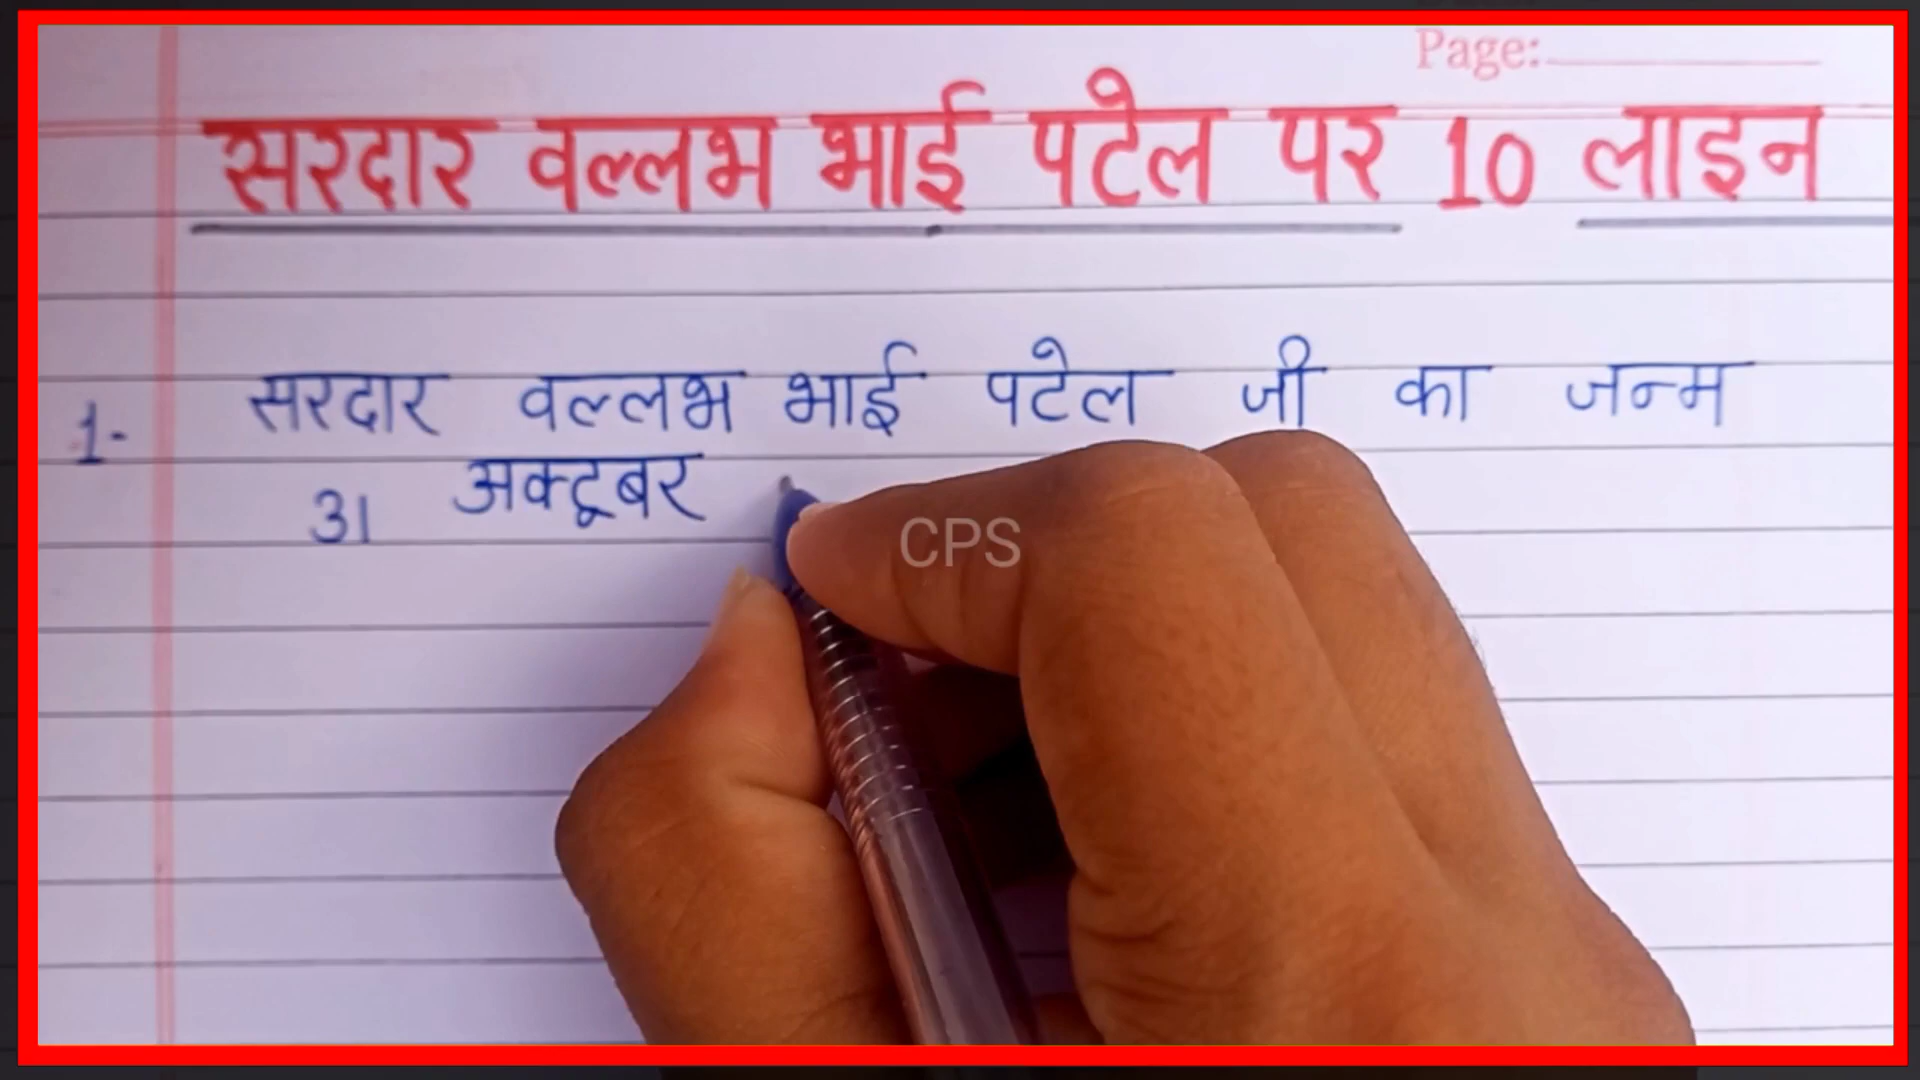 Page:
सरदार वल्लभ भाई पटेल पर 10 लाइन
1- सरदार वल्लभ भाई पटेल जी का जन्म
31 अक्टूबर
CPS